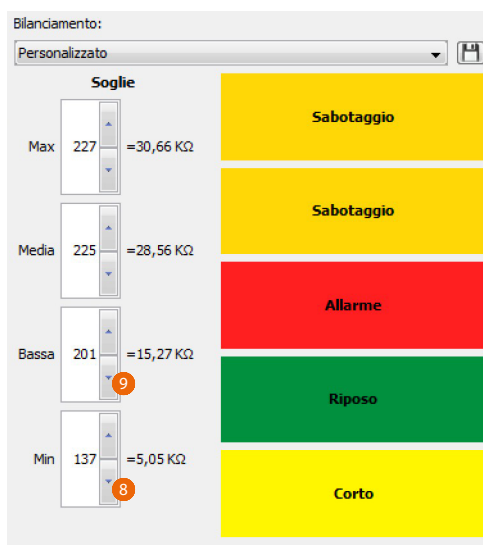 Bilanciamento:
Personalizzato
Soglie
Sabotaggio
Max 227 =30,66 KΩ
Sabotaggio
Media 225 =28,56 KΩ
Allarme
Bassa 201 =15,27 KΩ
9
Riposo
Min 137 =5,05 KΩ
8
Corto